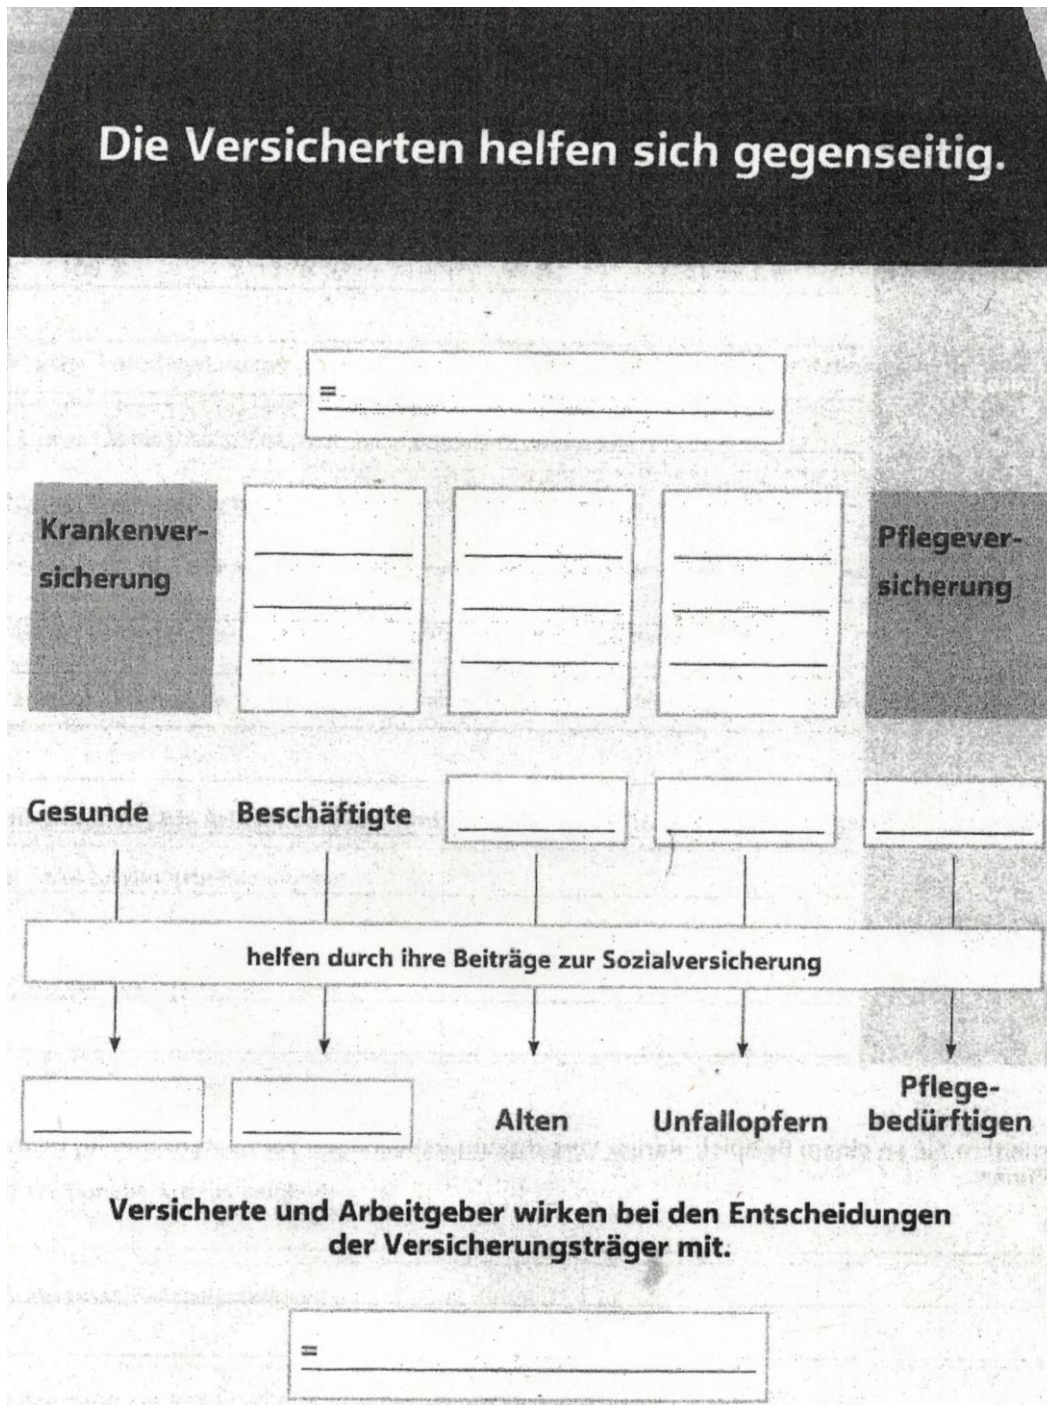 Die Versicherten helfen sich gegenseitig.
=
Krankenver-
sicherung
Pflegever-
sicherung
Gesunde
Beschäftigte
helfen durch ihre Beiträge zur Sozialversicherung
Alten
Unfallopfern
Pflege-
bedürftigen
Versicherte und Arbeitgeber wirken bei den Entscheidungen
der Versicherungsträger mit.
=